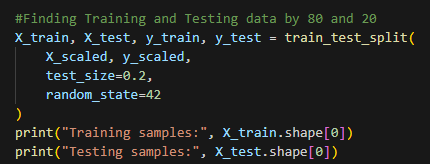 #Finding Training and Testing data by 80 and 20
X_train, X_test, y_train, y_test = train_test_split(
    X_scaled, y_scaled,
    test_size=0.2,
    random_state=42
)
print("Training samples:", X_train.shape[0])
print("Testing samples:", X_test.shape[0])